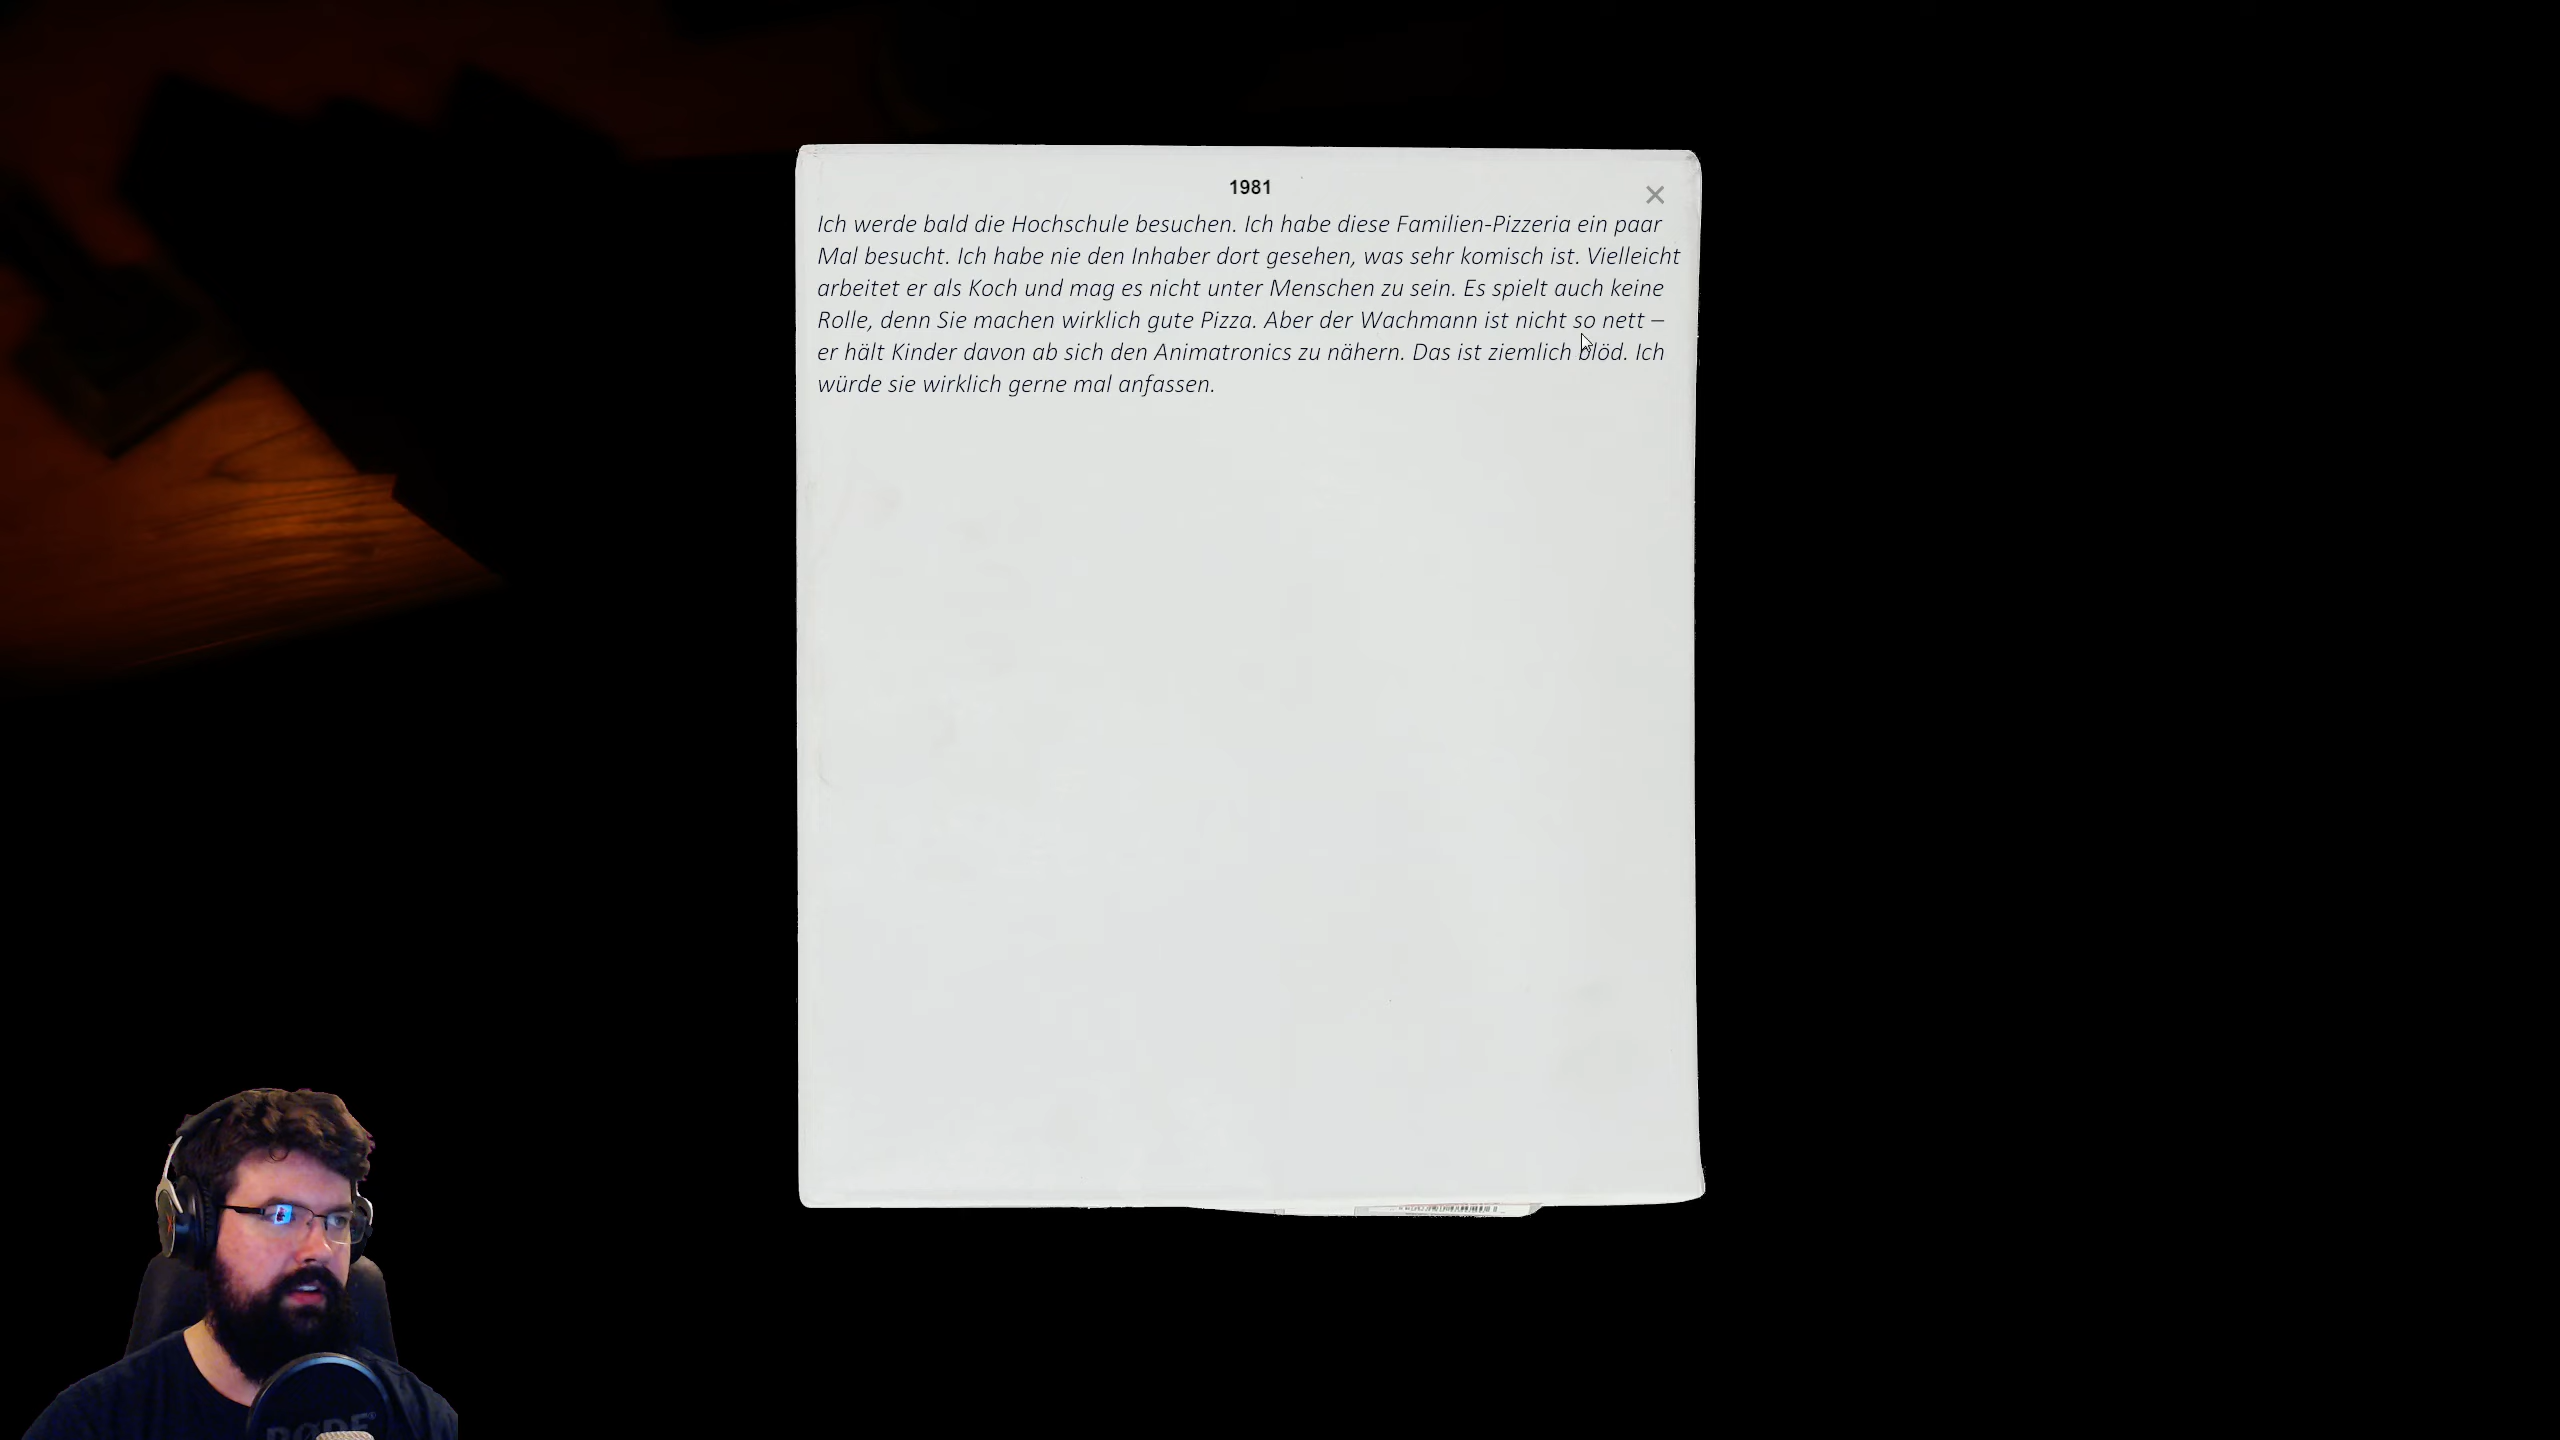 1981
Ich werde bald die Hochschule besuchen. Ich habe diese Familien-Pizzeria ein paar
Mal besucht. Ich habe nie den Inhaber dort gesehen, was sehr komisch ist. Vielleicht
arbeitet er als Koch und mag es nicht unter Menschen zu sein. Es spielt auch keine
Rolle, denn Sie machen wirklich gute Pizza. Aber der Wachmann ist nicht so nett –
er hält Kinder davon ab sich den Animatronics zu nähern. Das ist ziemlich blöd. Ich
würde sie wirklich gerne mal anfassen.
RØDE